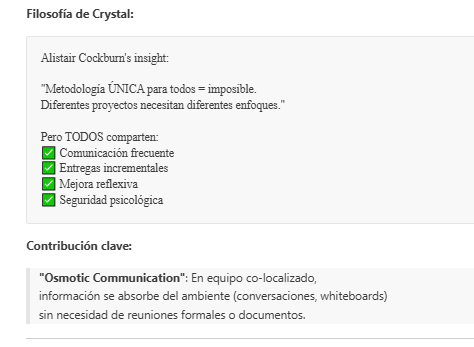 Filosofía de Crystal:
Alistair Cockburn's insight:
"Metodología ÚNICA para todos = imposible.
Diferentes proyectos necesitan diferentes enfoques."
Pero TODOS comparten:
✅ Comunicación frecuente
✅ Entregas incrementales
✅ Mejora reflexiva
✅ Seguridad psicológica
Contribución clave:
"Osmotic Communication": En equipo co-localizado,
información se absorbe del ambiente (conversaciones, whiteboards)
sin necesidad de reuniones formales o documentos.